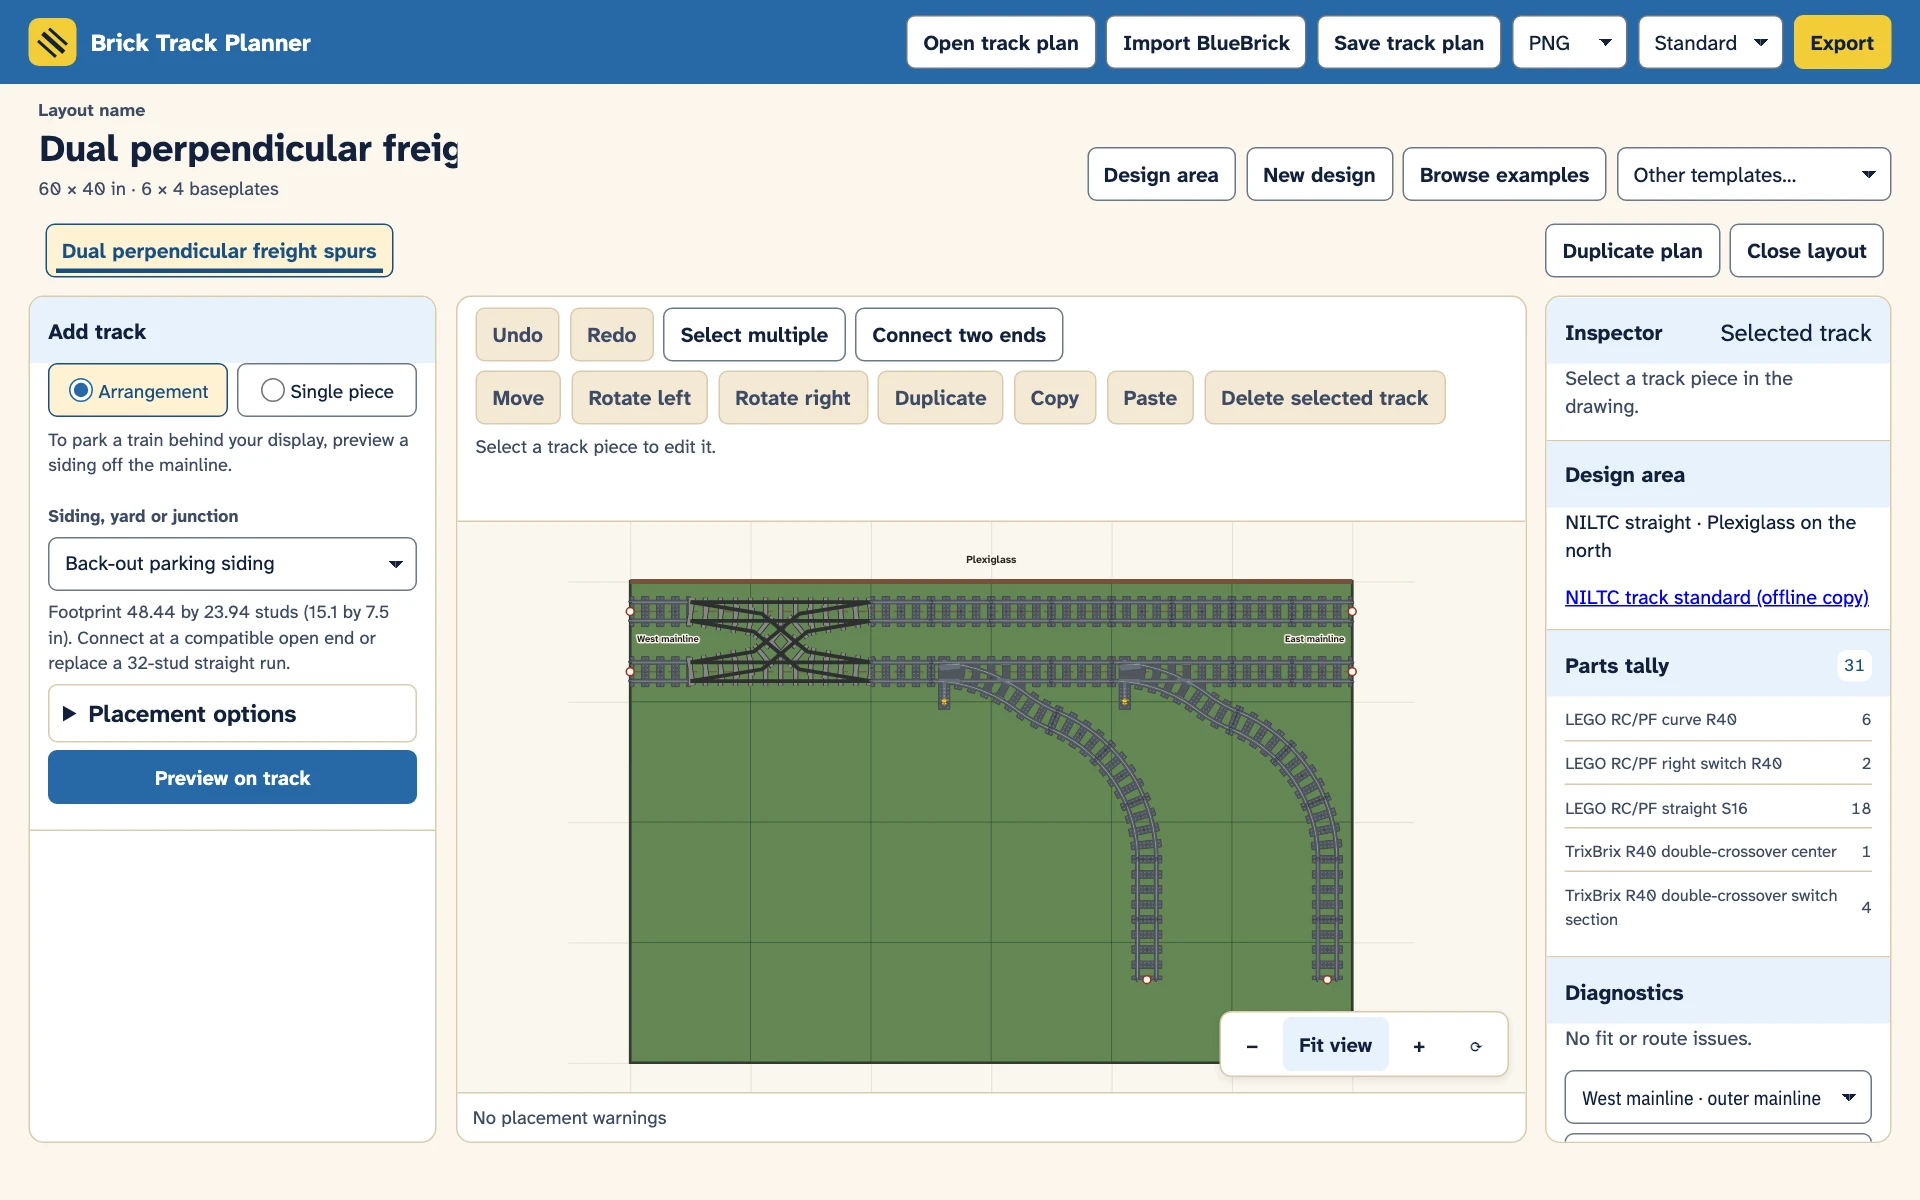 Brick Track Planner
Open track plan
Import BlueBrick
Save track plan
PNG
Standard
Export
Layout name
Dual perpendicular freig
60 × 40 in · 6 × 4 baseplates
Design area
New design
Browse examples
Other templates...
Dual perpendicular freight spurs
Duplicate plan
Close layout
Add track
Arrangement
Single piece
To park a train behind your display, preview a
siding off the mainline.
Siding, yard or junction
Back-out parking siding
Footprint 48.44 by 23.94 studs (15.1 by 7.5
in). Connect at a compatible open end or
replace a 32-stud straight run.
Placement options
Preview on track
Undo
Redo
Select multiple
Connect two ends
Move
Rotate left
Rotate right
Duplicate
Copy
Paste
Delete selected track
Select a track piece to edit it.
Plexiglass
West mainline
East mainline
−
Fit view
+
⟳
No placement warnings
Inspector
Selected track
Select a track piece in the
drawing.
Design area
NILTC straight · Plexiglass on the
north
NILTC track standard (offline copy)
Parts tally
31
LEGO RC/PF curve R40
6
LEGO RC/PF right switch R40
2
LEGO RC/PF straight S16
18
TrixBrix R40 double-crossover center
1
TrixBrix R40 double-crossover switch
section
4
Diagnostics
No fit or route issues.
West mainline · outer mainline